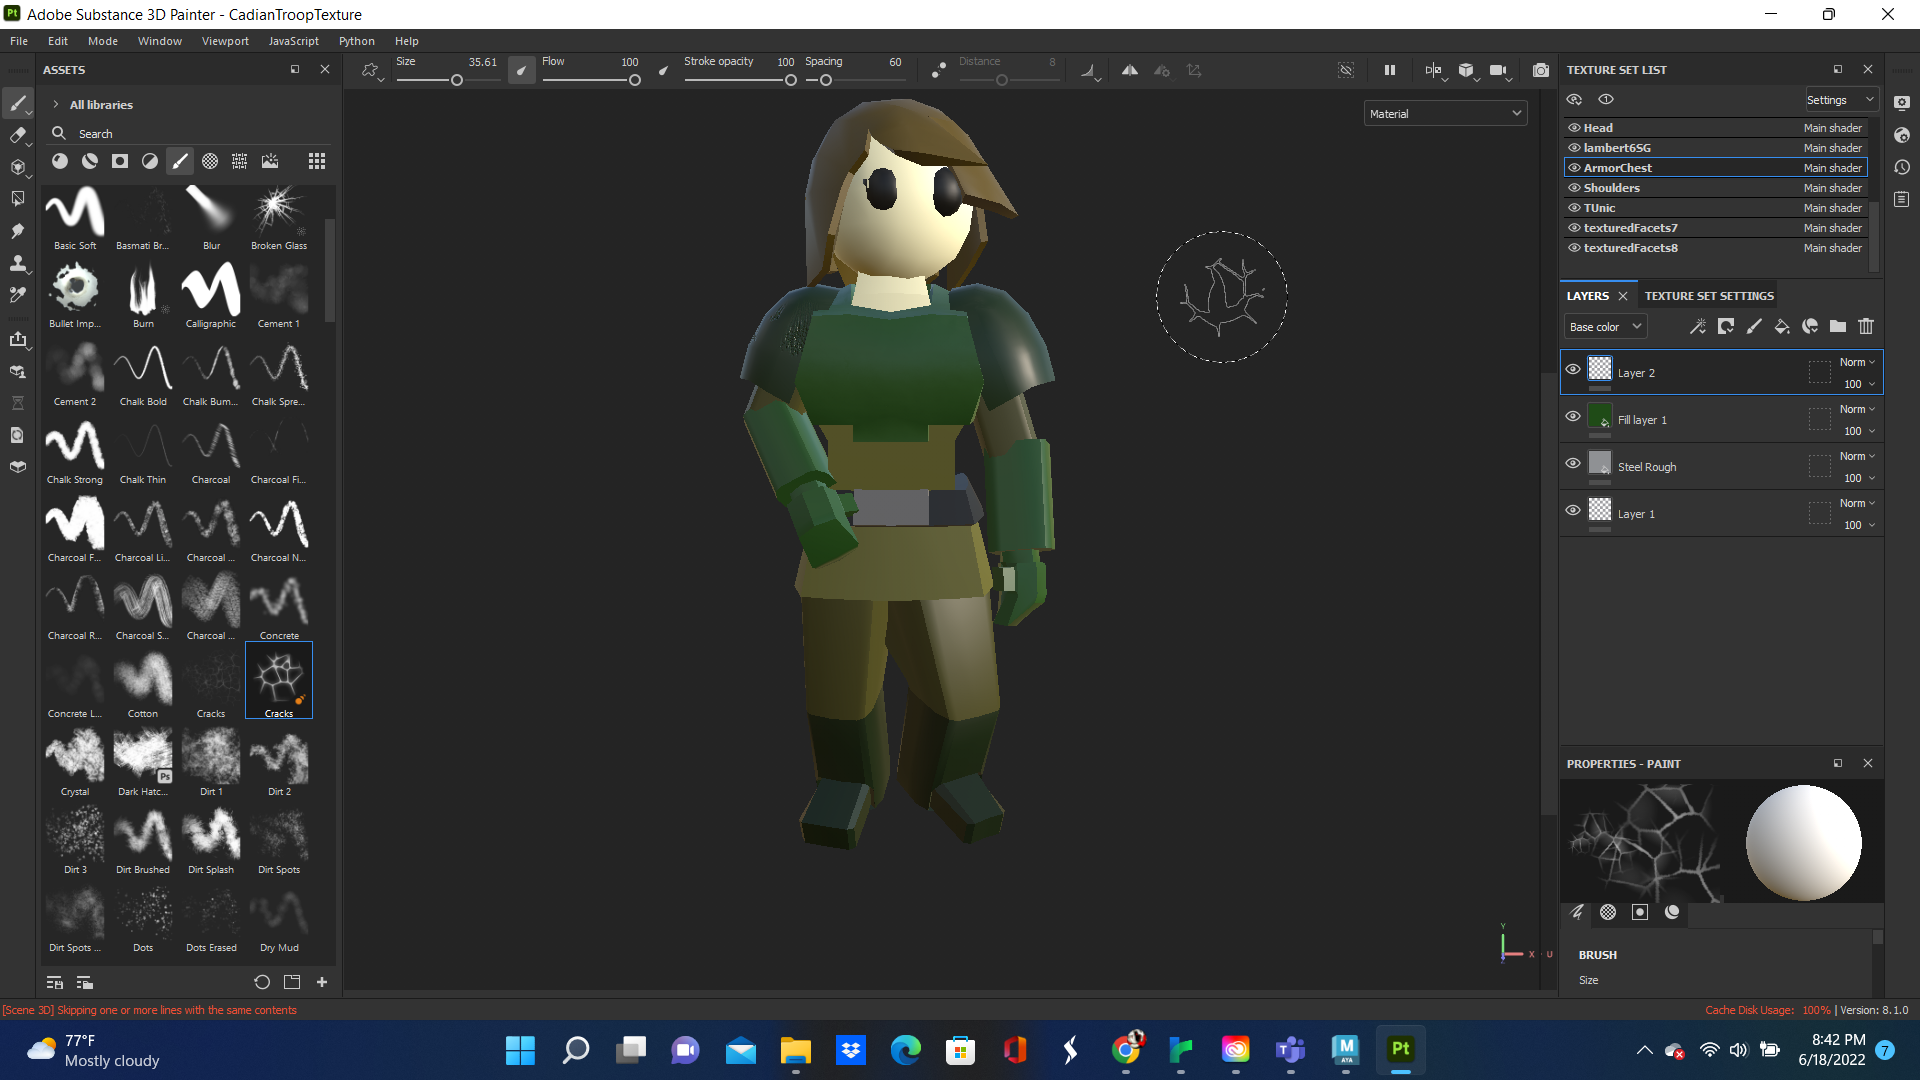 Pt Adobe Substance 3D Painter - CadianTroopTexture
File Edit Mode Window Viewport JavaScript Python Help
ASSETS
Size 35.61 Flow 100 Stroke opacity 100 Spacing 60 Distance 8
All libraries
Search
Basic Soft Basmati Br... Blur Broken Glass
Bullet Imp... Burn Calligraphic Cement 1
Cement 2 Chalk Bold Chalk Bum... Chalk Spre...
Chalk Strong Chalk Thin Charcoal Charcoal Fi...
Charcoal F... Charcoal Li... Charcoal ... Charcoal N...
Charcoal R... Charcoal S... Charcoal ... Concrete
Concrete L... Cotton Cracks Cracks
Ps
Crystal Dark Hatc... Dirt 1 Dirt 2
Dirt 3 Dirt Brushed Dirt Splash Dirt Spots
Dirt Spots ... Dots Dots Erased Dry Mud
Material
Y
X U
TEXTURE SET LIST
Settings
Head Main shader
lambert6SG Main shader
ArmorChest Main shader
Shoulders Main shader
TUnic Main shader
texturedFacets7 Main shader
texturedFacets8 Main shader
LAYERS TEXTURE SET SETTINGS
Base color
Layer 2 Norm 100
Fill layer 1 Norm 100
Steel Rough Norm 100
Layer 1 Norm 100
PROPERTIES - PAINT
BRUSH
Size
[Scene 3D] Skipping one or more lines with the same contents
Cache Disk Usage: 100% | Version: 8.1.0
77°F
Mostly cloudy
M
AYA
Pt
8:42 PM
6/18/2022
7